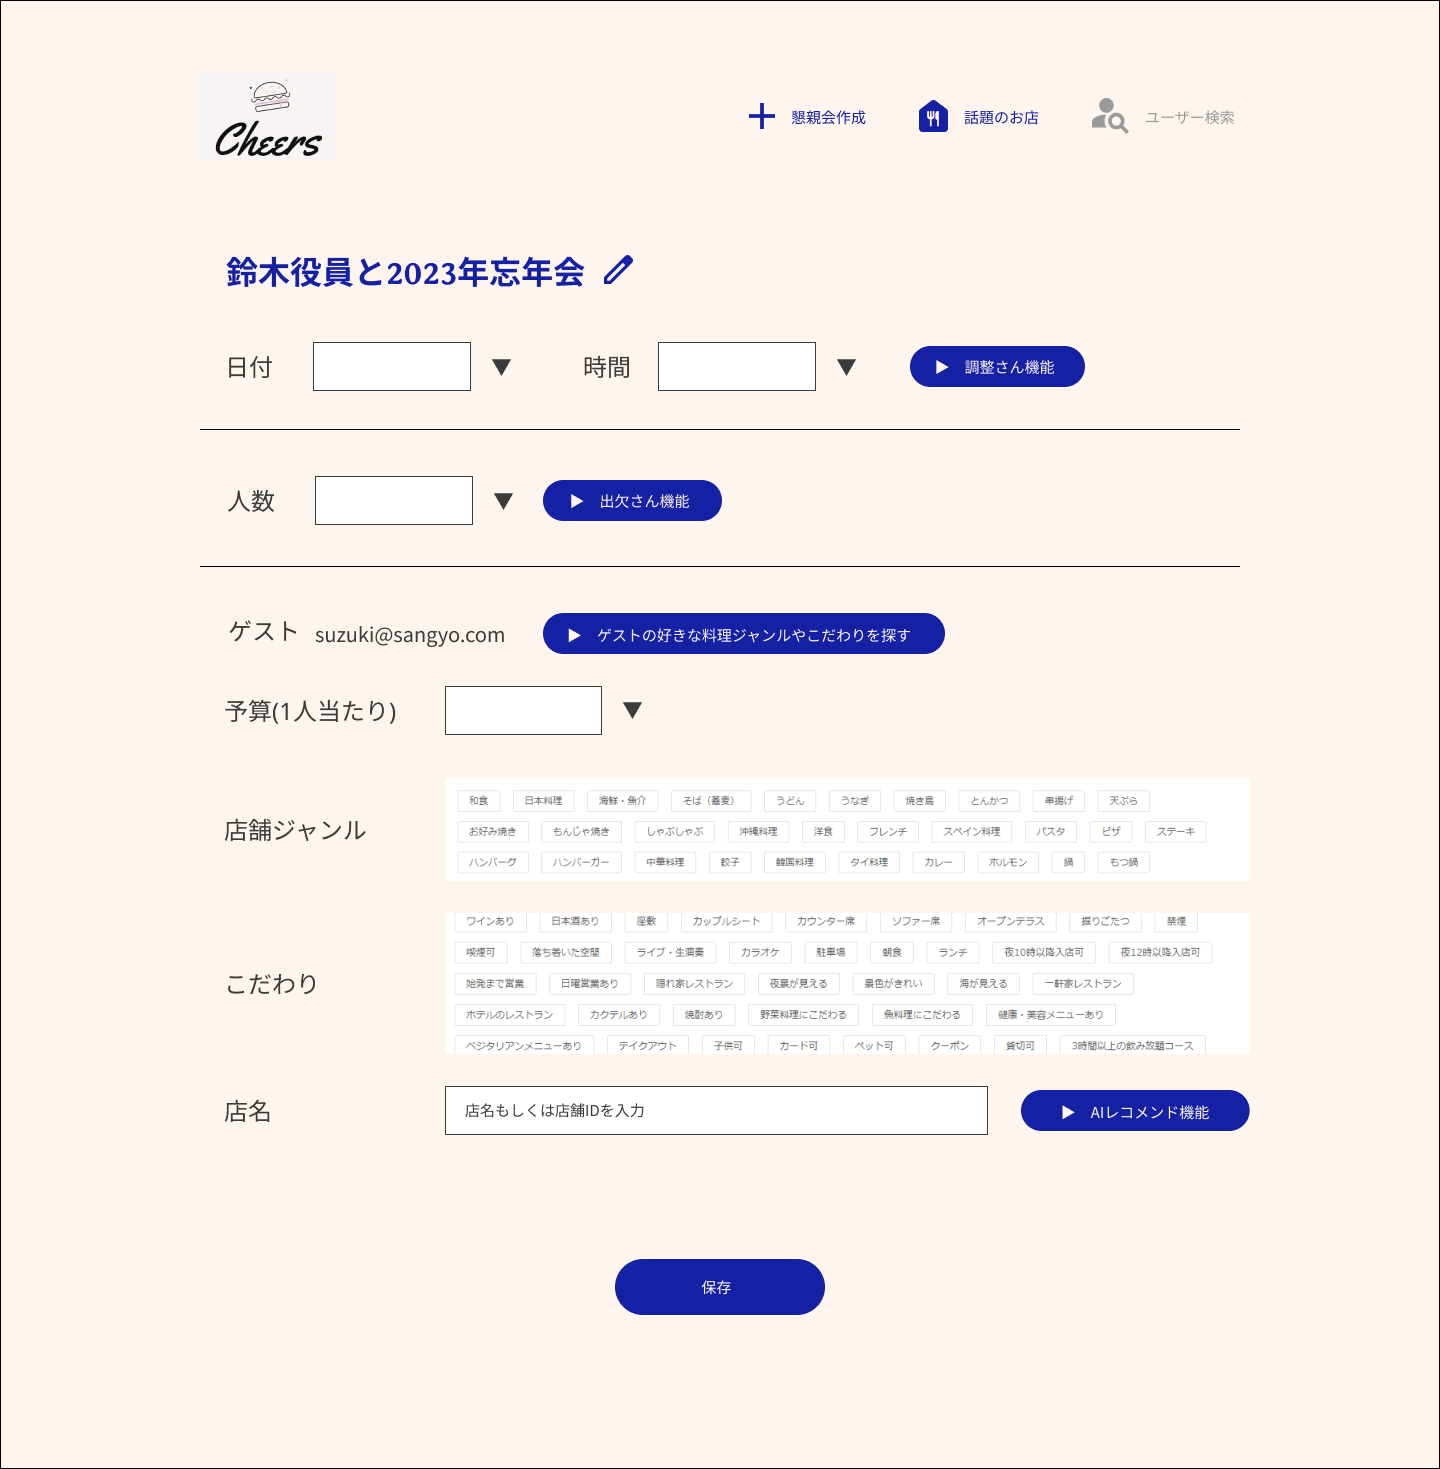 Cheers
懇親会作成
話題のお店
ユーザー検索
鈴木役員と2023年忘年会
日付 ▼ 時間 ▼ ▶ 調整さん機能
人数 ▼ ▶ 出欠さん機能
ゲスト suzuki@sangyo.com ▶ ゲストの好きな料理ジャンルやこだわりを探す
予算(1人当たり) ▼
店舗ジャンル
和食 日本料理 海鮮・魚介 そば（蕎麦） うどん うなぎ 焼き鳥 とんかつ 串揚げ 天ぷら
お好み焼き もんじゃ焼き しゃぶしゃぶ 沖縄料理 洋食 フレンチ スペイン料理 パスタ ピザ ステーキ
ハンバーグ ハンバーガー 中華料理 餃子 韓国料理 タイ料理 カレー ホルモン 鍋 もつ鍋
こだわり
ワインあり 日本酒あり 座敷 カップルシート カウンター席 ソファー席 オープンテラス 掘りごたつ 禁煙
喫煙可 落ち着いた空間 ライブ・生演奏 カラオケ 駐車場 朝食 ランチ 夜10時以降入店可 夜12時以降入店可
始発まで営業 日曜営業あり 隠れ家レストラン 夜景が見える 景色がきれい 海が見える 一軒家レストラン
ホテルのレストラン カクテルあり 焼酎あり 野菜料理にこだわる 魚料理にこだわる 健康・美容メニューあり
ベジタリアンメニューあり テイクアウト 子供可 カード可 ペット可 クーポン 貸切可 3時間以上の飲み放題コース
店名 店名もしくは店舗IDを入力 ▶ AIレコメンド機能
保存